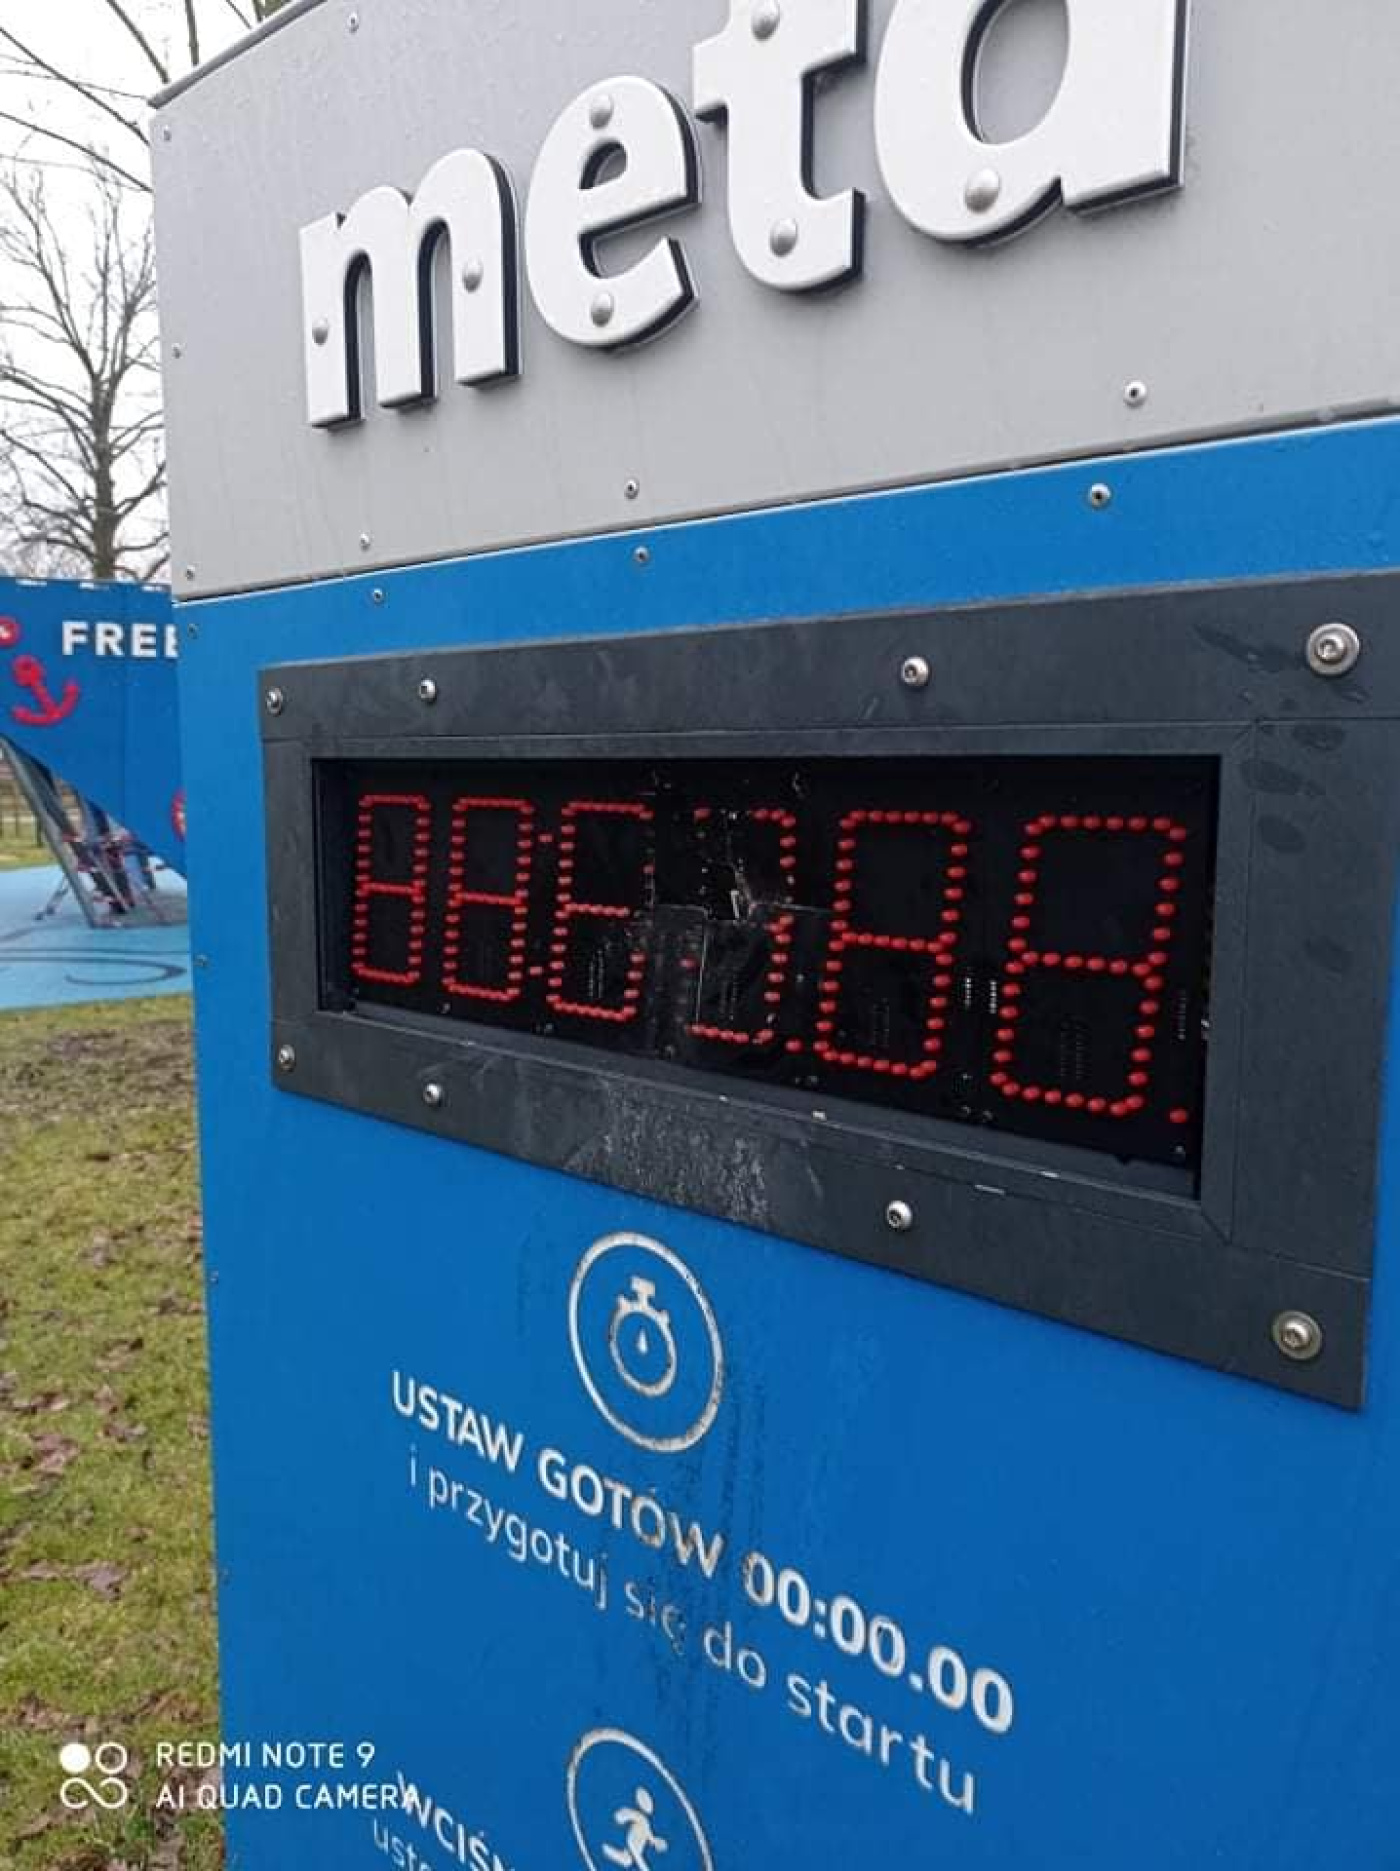 meta
FREE
USTAW GOTÓW 00:00.00
i przygotuj się do startu
REDMI NOTE 9
AI QUAD CAMERA